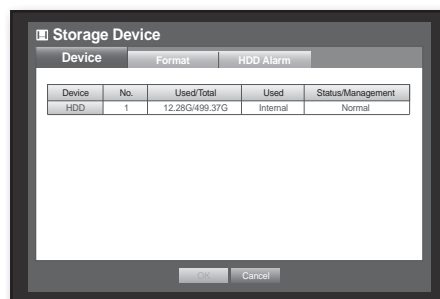 Storage Device
Device Format HDD Alarm
Device No. Used/Total Used Status/Management
HDD 1 12.28G/499.37G Internal Normal
OK Cancel